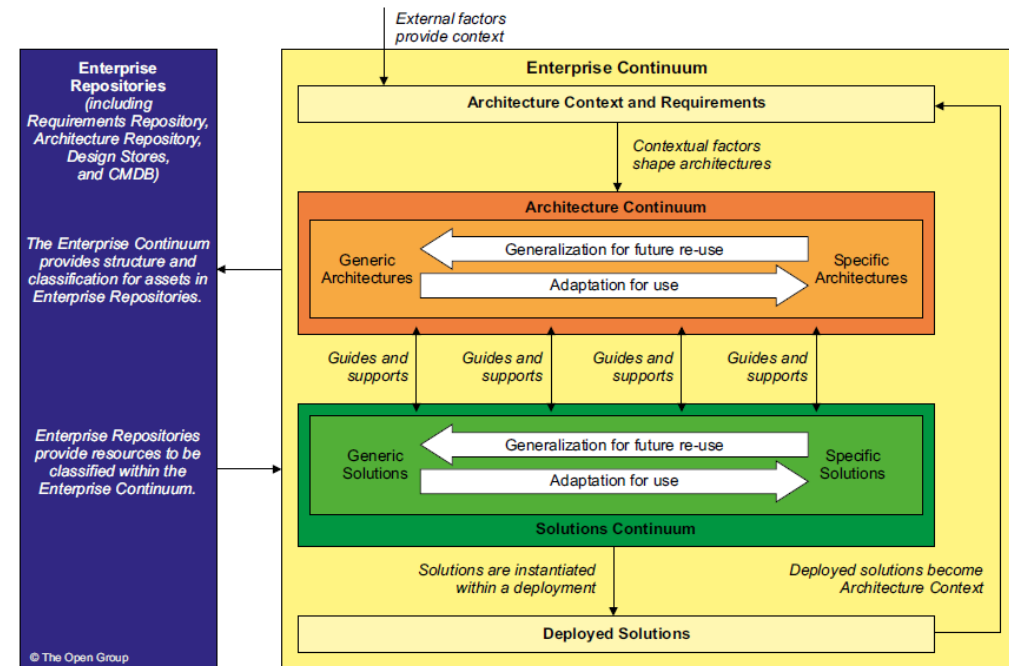 External factors
provide context
Enterprise
Repositories
(including
Requirements Repository,
Architecture Repository,
Design Stores,
and CMDB)
The Enterprise Continuum
provides structure and
classification for assets in
Enterprise Repositories.
Enterprise Repositories
provide resources to be
classified within the
Enterprise Continuum.
© The Open Group
Enterprise Continuum
Architecture Context and Requirements
Contextual factors
shape architectures
Architecture Continuum
Generic
Architectures
Generalization for future re-use
Adaptation for use
Specific
Architectures
Guides and
supports
Guides and
supports
Guides and
supports
Guides and
supports
Generic
Solutions
Generalization for future re-use
Adaptation for use
Specific
Solutions
Solutions Continuum
Solutions are instantiated
within a deployment
Deployed solutions become
Architecture Context
Deployed Solutions